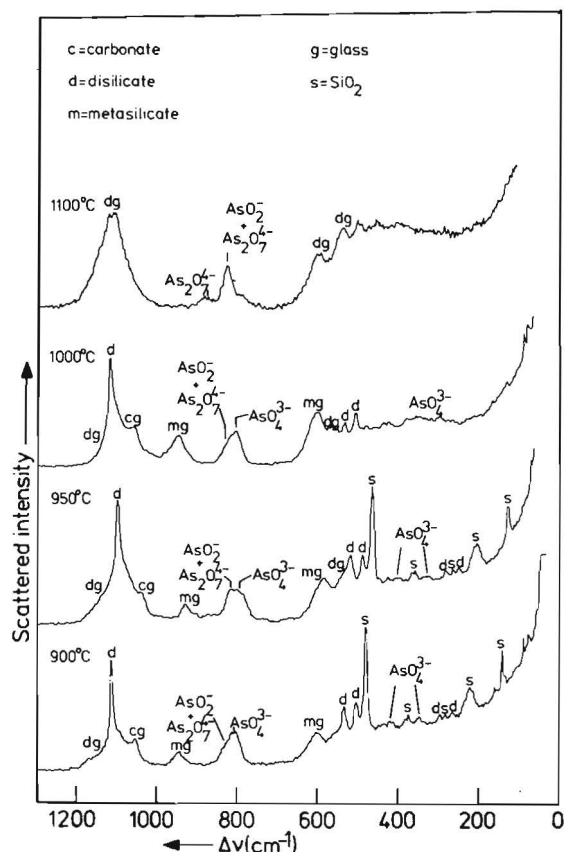 c=carbonate
g=glass
d=disilicate
s=SiO₂
m=metasilicate
1100°C
dg
As₂O₇⁴⁻
AsO₂⁻
+
As₂O₇⁴⁻
dg
dg
1000°C
d
dg
cg
mg
AsO₂⁻
+
As₂O₇⁴⁻
AsO₄³⁻
mg
dg
d
d
AsO₄³⁻
950°C
d
dg
cg
mg
AsO₂⁻
+
As₂O₇⁴⁻
AsO₄³⁻
mg
dg
d
d
s
AsO₄³⁻
s
dsd
s
s
900°C
d
dg
cg
mg
AsO₂⁻
+
As₂O₇⁴⁻
AsO₄³⁻
mg
d
d
s
AsO₄³⁻
s
dsd
s
s
Scattered intensity
1200 1000 800 600 400 200 0
Δν(cm⁻¹)